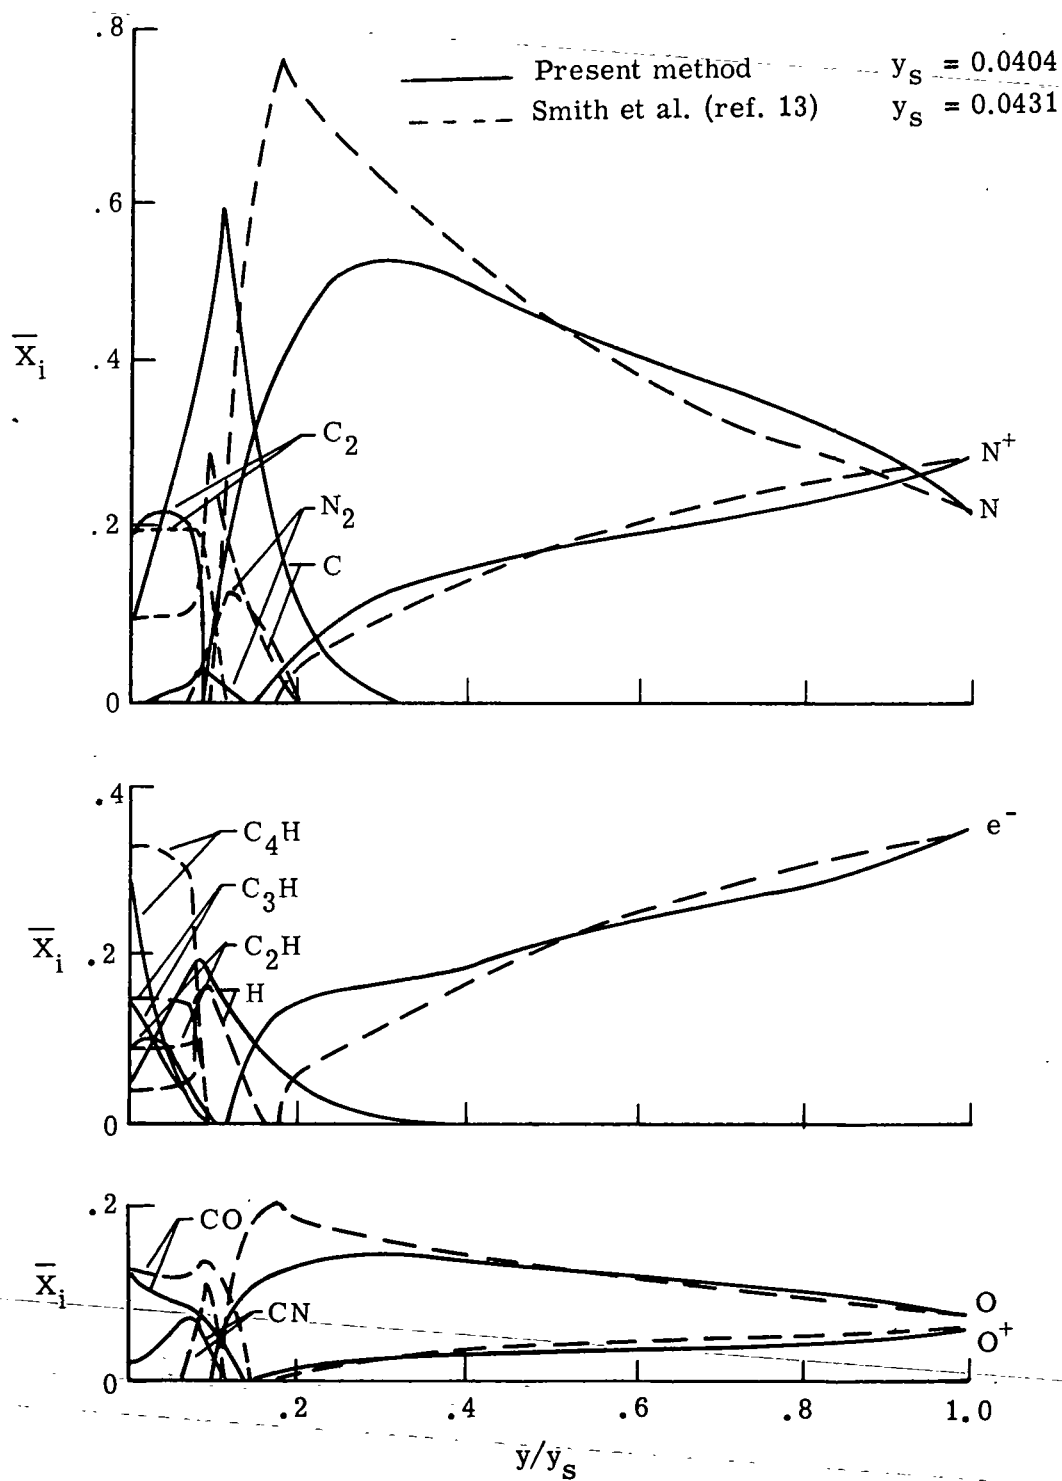 .8
Present method y_s = 0.0404
Smith et al. (ref. 13) y_s = 0.0431
.6
X̅_i
.4
C_2
N^+
N_2
N
.2
C
0
.4
e^-
C_4H
C_3H
X̅_i
.2
C_2H
H
0
.2
CO
X̅_i
CN
O
O^+
0
.2 .4 .6 .8 1.0
y/y_s